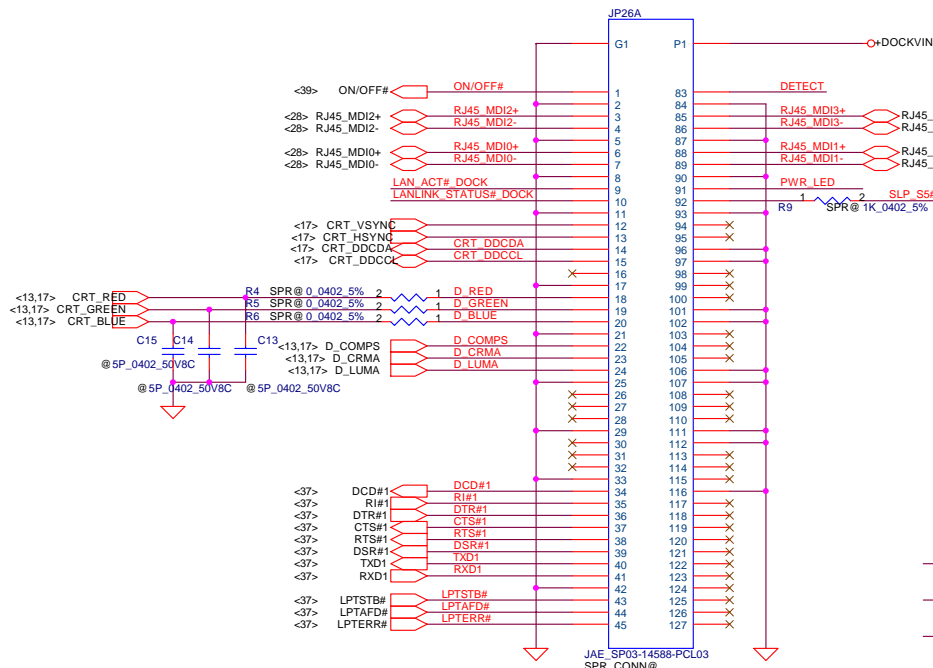 JP26A
G1 P1 +DOCKVIN
<39> ON/OFF# ON/OFF# 1 83 DETECT
2 84
<28> RJ45_MDI2+ RJ45_MDI2+ 3 85 RJ45_MDI3+ RJ45_
<28> RJ45_MDI2- RJ45_MDI2- 4 86 RJ45_MDI3- RJ45_
5 87
<28> RJ45_MDI0+ RJ45_MDI0+ 6 88 RJ45_MDI1+ RJ45_
<28> RJ45_MDI0- RJ45_MDI0- 7 89 RJ45_MDI1- RJ45_
8 90
LAN_ACT#_DOCK 9 91 PWR_LED
LANLINK_STATUS#_DOCK 10 92 1 2 SLP_S5#
R9 SPR@ 1K_0402_5%
11 93
<17> CRT_VSYNC 12 94
<17> CRT_HSYNC 13 95
<17> CRT_DDCDA CRT_DDCDA 14 96
<17> CRT_DDCCL CRT_DDCCL 15 97
16 98
17 99
<13,17> CRT_RED R4 SPR@ 0_0402_5% 2 1 D_RED 18 100
<13,17> CRT_GREEN R5 SPR@ 0_0402_5% 2 1 D_GREEN 19 101
<13,17> CRT_BLUE R6 SPR@ 0_0402_5% 2 1 D_BLUE 20 102
21 103
C15 C14 C13
<13,17> D_COMPS D_COMPS 22 104
<13,17> D_CRMA D_CRMA 23 105
@5P_0402_50V8C
<13,17> D_LUMA D_LUMA 24 106
25 107
@5P_0402_50V8C @5P_0402_50V8C
26 108
27 109
28 110
29 111
30 112
31 113
32 114
33 115
<37> DCD#1 DCD#1 34 116
<37> RI#1 RI#1 35 117
<37> DTR#1 DTR#1 36 118
<37> CTS#1 CTS#1 37 119
<37> RTS#1 RTS#1 38 120
<37> DSR#1 DSR#1 39 121
<37> TXD1 TXD1 40 122
<37> RXD1 RXD1 41 123
42 124
<37> LPTSTB# LPTSTB# 43 125
<37> LPTAFD# LPTAFD# 44 126
<37> LPTERR# LPTERR# 45 127
JAE_SP03-14588-PCL03
SPR_CONN@